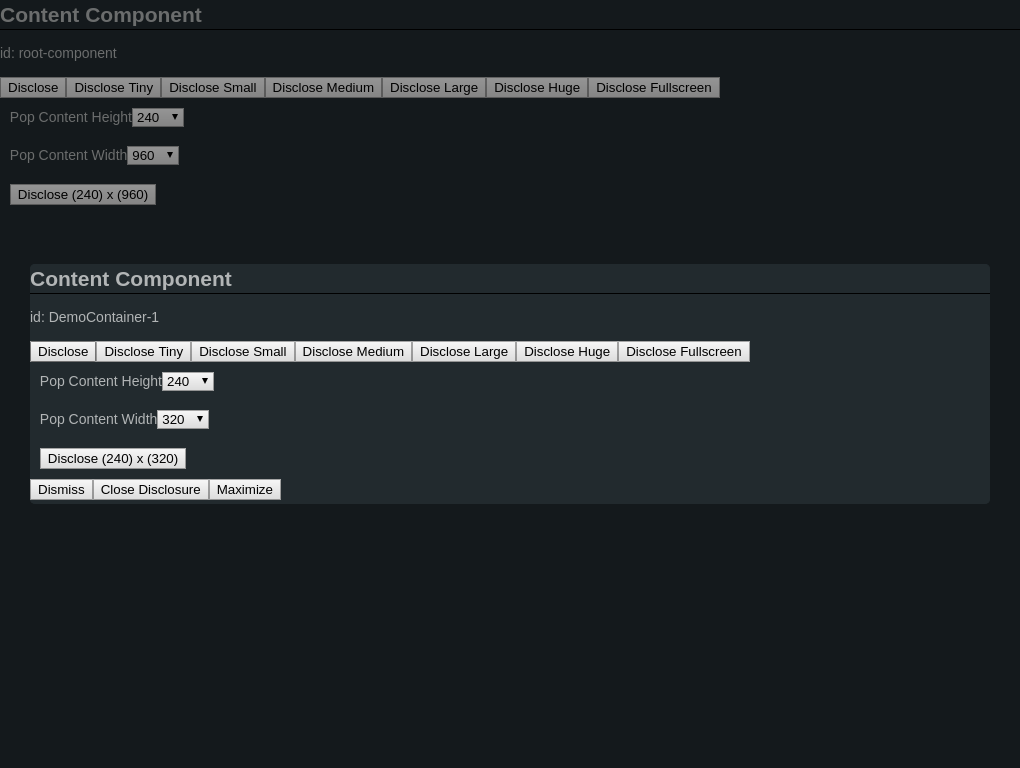 Content Component
id: root-component
Disclose Disclose Tiny Disclose Small Disclose Medium Disclose Large Disclose Huge Disclose Fullscreen
Pop Content Height 240
Pop Content Width 960
Disclose (240) x (960)
Content Component
id: DemoContainer-1
Disclose Disclose Tiny Disclose Small Disclose Medium Disclose Large Disclose Huge Disclose Fullscreen
Pop Content Height 240
Pop Content Width 320
Disclose (240) x (320)
Dismiss Close Disclosure Maximize